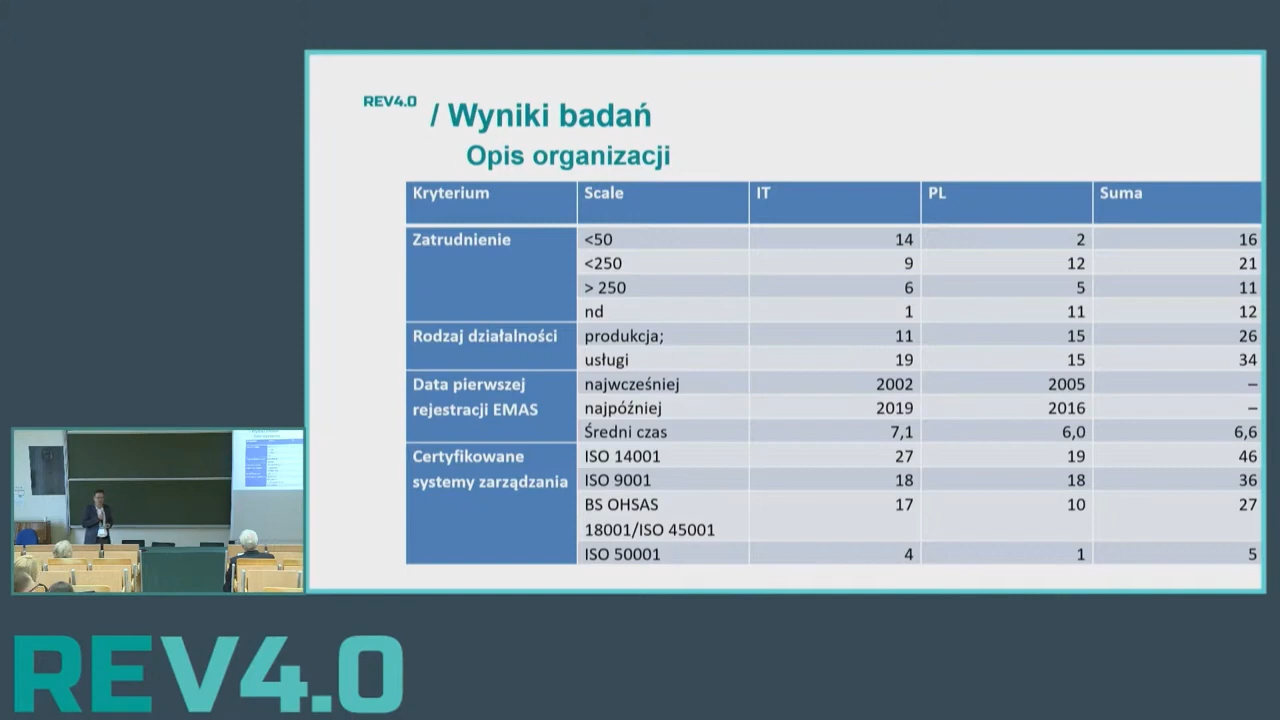 REV4.0
/ Wyniki badań
Opis organizacji
Kryterium Scale IT PL Suma
Zatrudnienie <50 14 2 16
<250 9 12 21
> 250 6 5 11
nd 1 11 12
Rodzaj działalności produkcja; 11 15 26
usługi 19 15 34
Data pierwszej najwcześniej 2002 2005 –
rejestracji EMAS najpóźniej 2019 2016 –
Średni czas 7,1 6,0 6,6
Certyfikowane ISO 14001 27 19 46
systemy zarządzania ISO 9001 18 18 36
BS OHSAS 17 10 27
18001/ISO 45001
ISO 50001 4 1 5
REV4.0